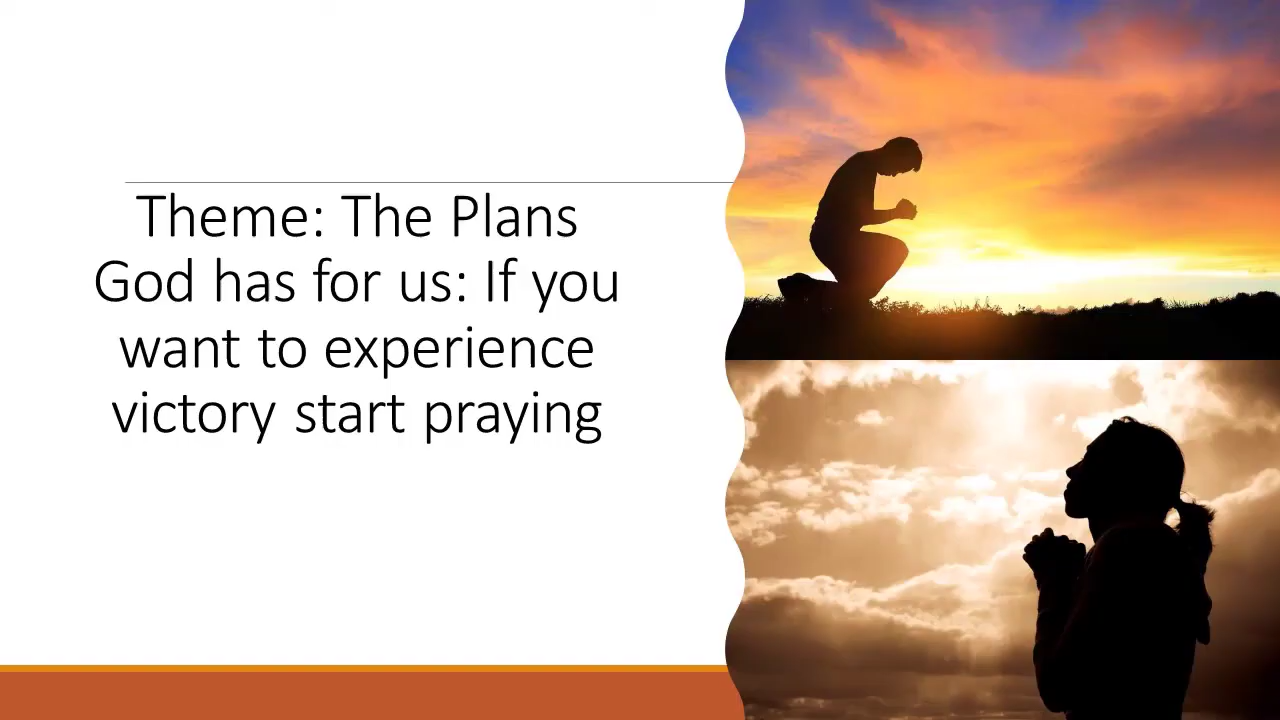 Theme: The Plans
God has for us: If you
want to experience
victory start praying